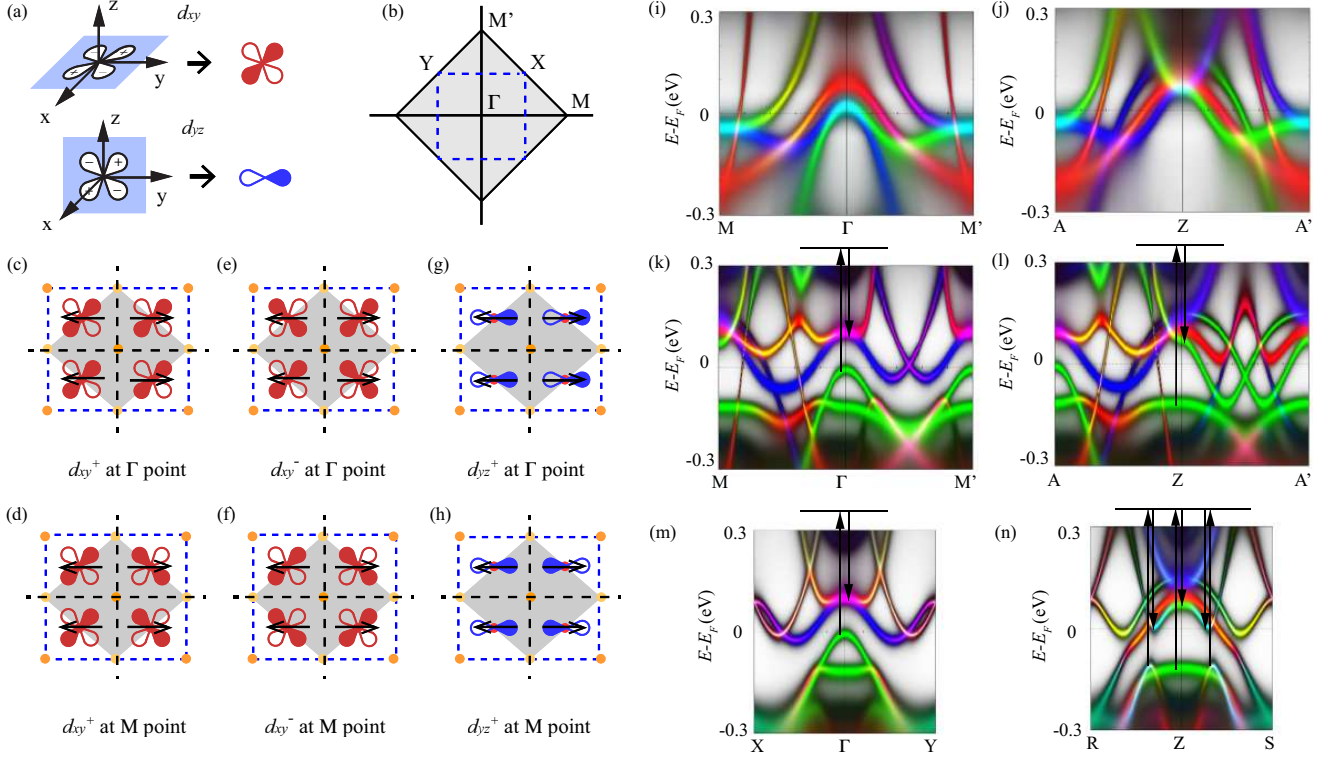 (a)
z
dxy
y
x
z
dyz
y
x
− +
+ −
(b)
M'
Y
X
Γ
M
(c)
(e)
(g)
dxy+ at Γ point
dxy- at Γ point
dyz+ at Γ point
(d)
(f)
(h)
dxy+ at M point
dxy- at M point
dyz+ at M point
(i)
0.3
E-EF (eV)
0
-0.3
M
Γ
M'
(j)
0.3
E-EF (eV)
0
-0.3
A
Z
A'
(k)
0.3
E-EF (eV)
0
-0.3
M
Γ
M'
(l)
0.3
E-EF (eV)
0
-0.3
A
Z
A'
(m)
0.3
E-EF (eV)
0
-0.3
X
Γ
Y
(n)
0.3
E-EF (eV)
0
-0.3
R
Z
S